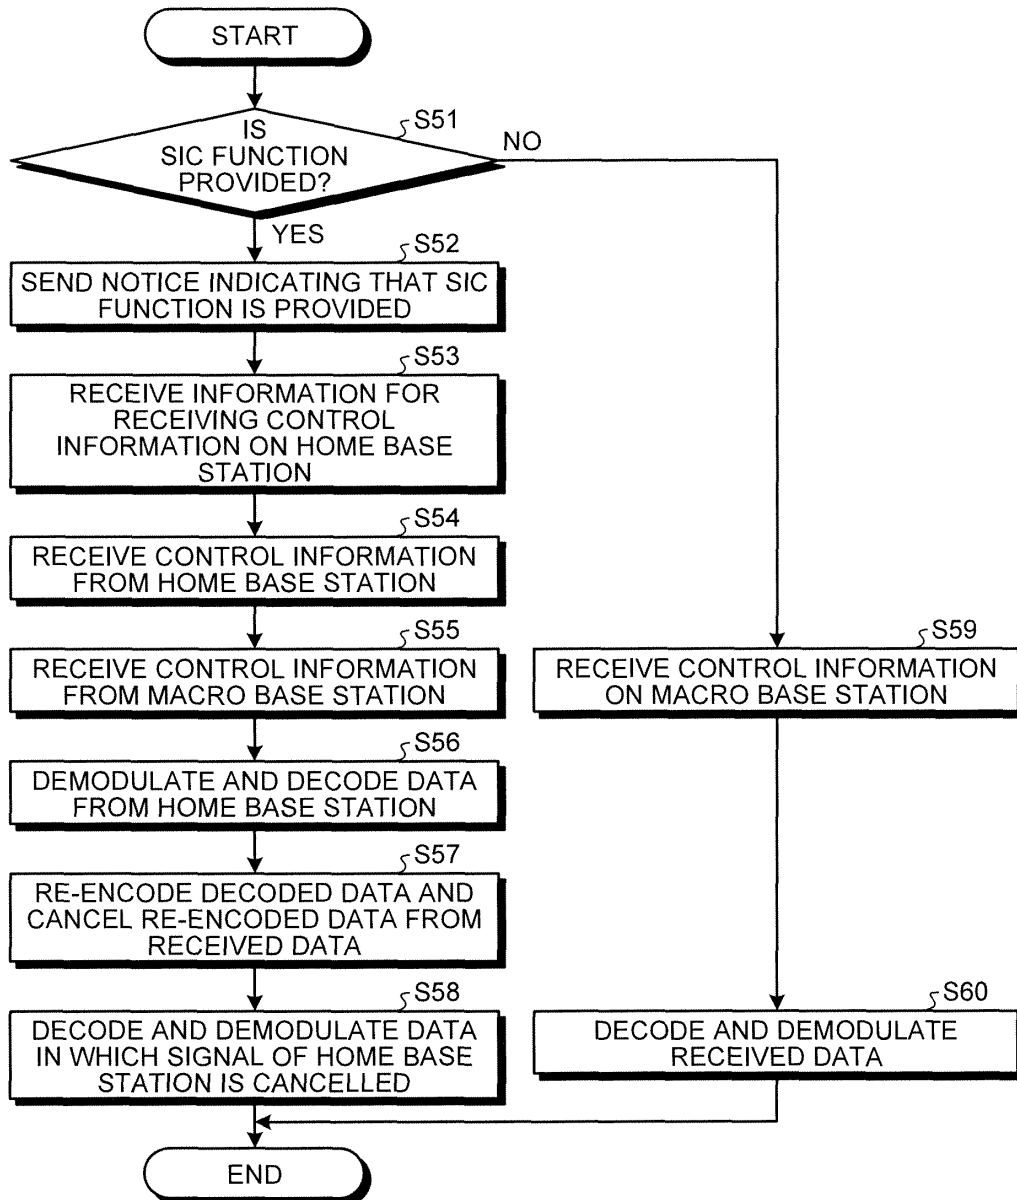 START
S51
IS
SIC FUNCTION
PROVIDED?
NO
YES
S52
SEND NOTICE INDICATING THAT SIC
FUNCTION IS PROVIDED
S53
RECEIVE INFORMATION FOR
RECEIVING CONTROL
INFORMATION ON HOME BASE
STATION
S54
RECEIVE CONTROL INFORMATION
FROM HOME BASE STATION
S55
RECEIVE CONTROL INFORMATION
FROM MACRO BASE STATION
S59
RECEIVE CONTROL INFORMATION
ON MACRO BASE STATION
S56
DEMODULATE AND DECODE DATA
FROM HOME BASE STATION
S57
RE-ENCODE DECODED DATA AND
CANCEL RE-ENCODED DATA FROM
RECEIVED DATA
S58
DECODE AND DEMODULATE DATA
IN WHICH SIGNAL OF HOME BASE
STATION IS CANCELLED
S60
DECODE AND DEMODULATE
RECEIVED DATA
END